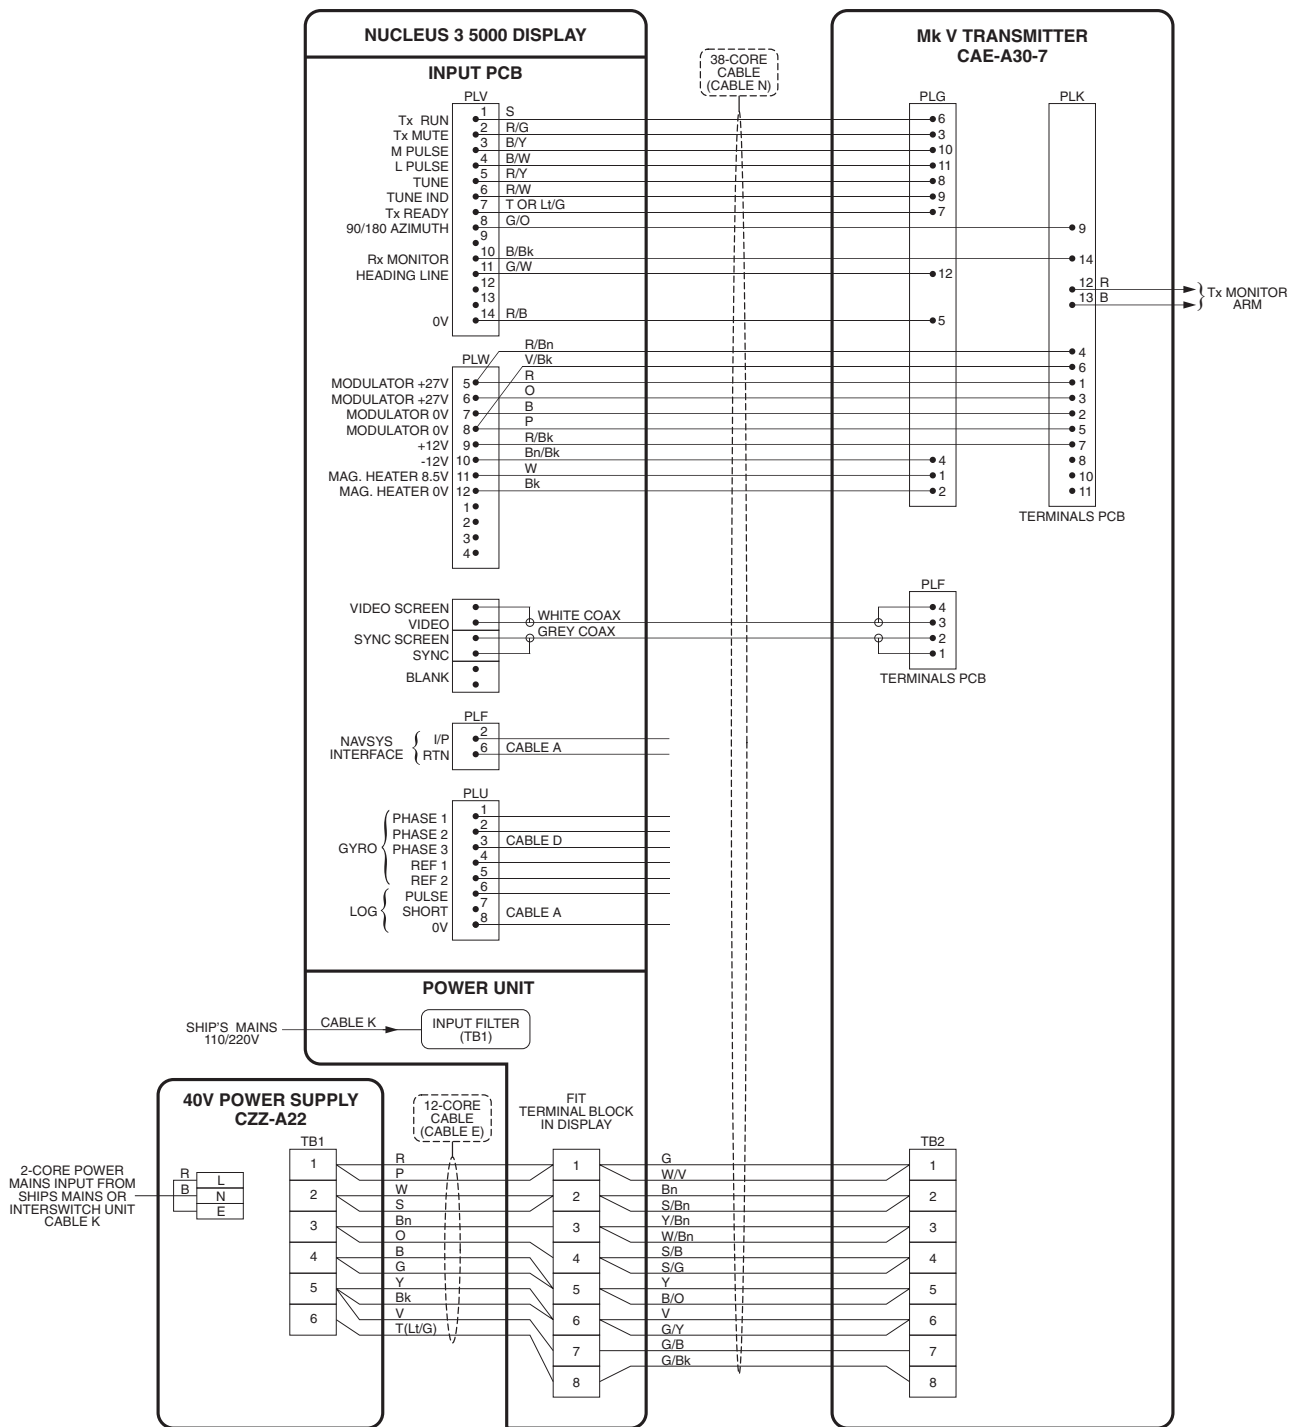 NUCLEUS 3 5000 DISPLAY
INPUT PCB
PLV
Tx RUN 1 S
Tx MUTE 2 R/G
M PULSE 3 B/Y
L PULSE 4 B/W
TUNE 5 R/Y
TUNE IND 6 R/W
Tx READY 7 T OR Lt/G
90/180 AZIMUTH 8 G/O
9
Rx MONITOR 10 B/Bk
HEADING LINE 11 G/W
12
13
0V 14 R/B
PLW
R/Bn
V/Bk
MODULATOR +27V 5 R
MODULATOR +27V 6 O
MODULATOR 0V 7 B
MODULATOR 0V 8 P
+12V 9 R/Bk
-12V 10 Bn/Bk
MAG. HEATER 8.5V 11 W
MAG. HEATER 0V 12 Bk
1
2
3
4
VIDEO SCREEN
VIDEO
WHITE COAX
SYNC SCREEN
GREY COAX
SYNC
BLANK
PLF
NAVSYS
INTERFACE
I/P 2
RTN 6
CABLE A
PLU
GYRO
PHASE 1 1
PHASE 2 2
PHASE 3 3
CABLE D
REF 1 4
REF 2 5
LOG
PULSE 6
SHORT 7
0V 8
CABLE A
38-CORE
CABLE
(CABLE N)
Mk V TRANSMITTER
CAE-A30-7
PLG
6
3
10
11
8
9
7
12
5
4
1
2
PLK
9
14
12 R
13 B
Tx MONITOR
ARM
4
6
1
3
2
5
7
8
10
11
TERMINALS PCB
PLF
4
3
2
1
TERMINALS PCB
POWER UNIT
SHIP'S MAINS
110/220V
CABLE K
INPUT FILTER
(TB1)
40V POWER SUPPLY
CZZ-A22
2-CORE POWER
MAINS INPUT FROM
SHIPS MAINS OR
INTERSWITCH UNIT
CABLE K
R
B
L
N
E
TB1
1
2
3
4
5
6
12-CORE
CABLE
(CABLE E)
R
P
W
S
Bn
O
B
G
Y
Bk
V
T(Lt/G)
FIT
TERMINAL BLOCK
IN DISPLAY
1
2
3
4
5
6
7
8
G
W/V
Bn
S/Bn
Y/Bn
W/Bn
S/B
S/G
Y
B/O
V
G/Y
G/B
G/Bk
TB2
1
2
3
4
5
6
7
8